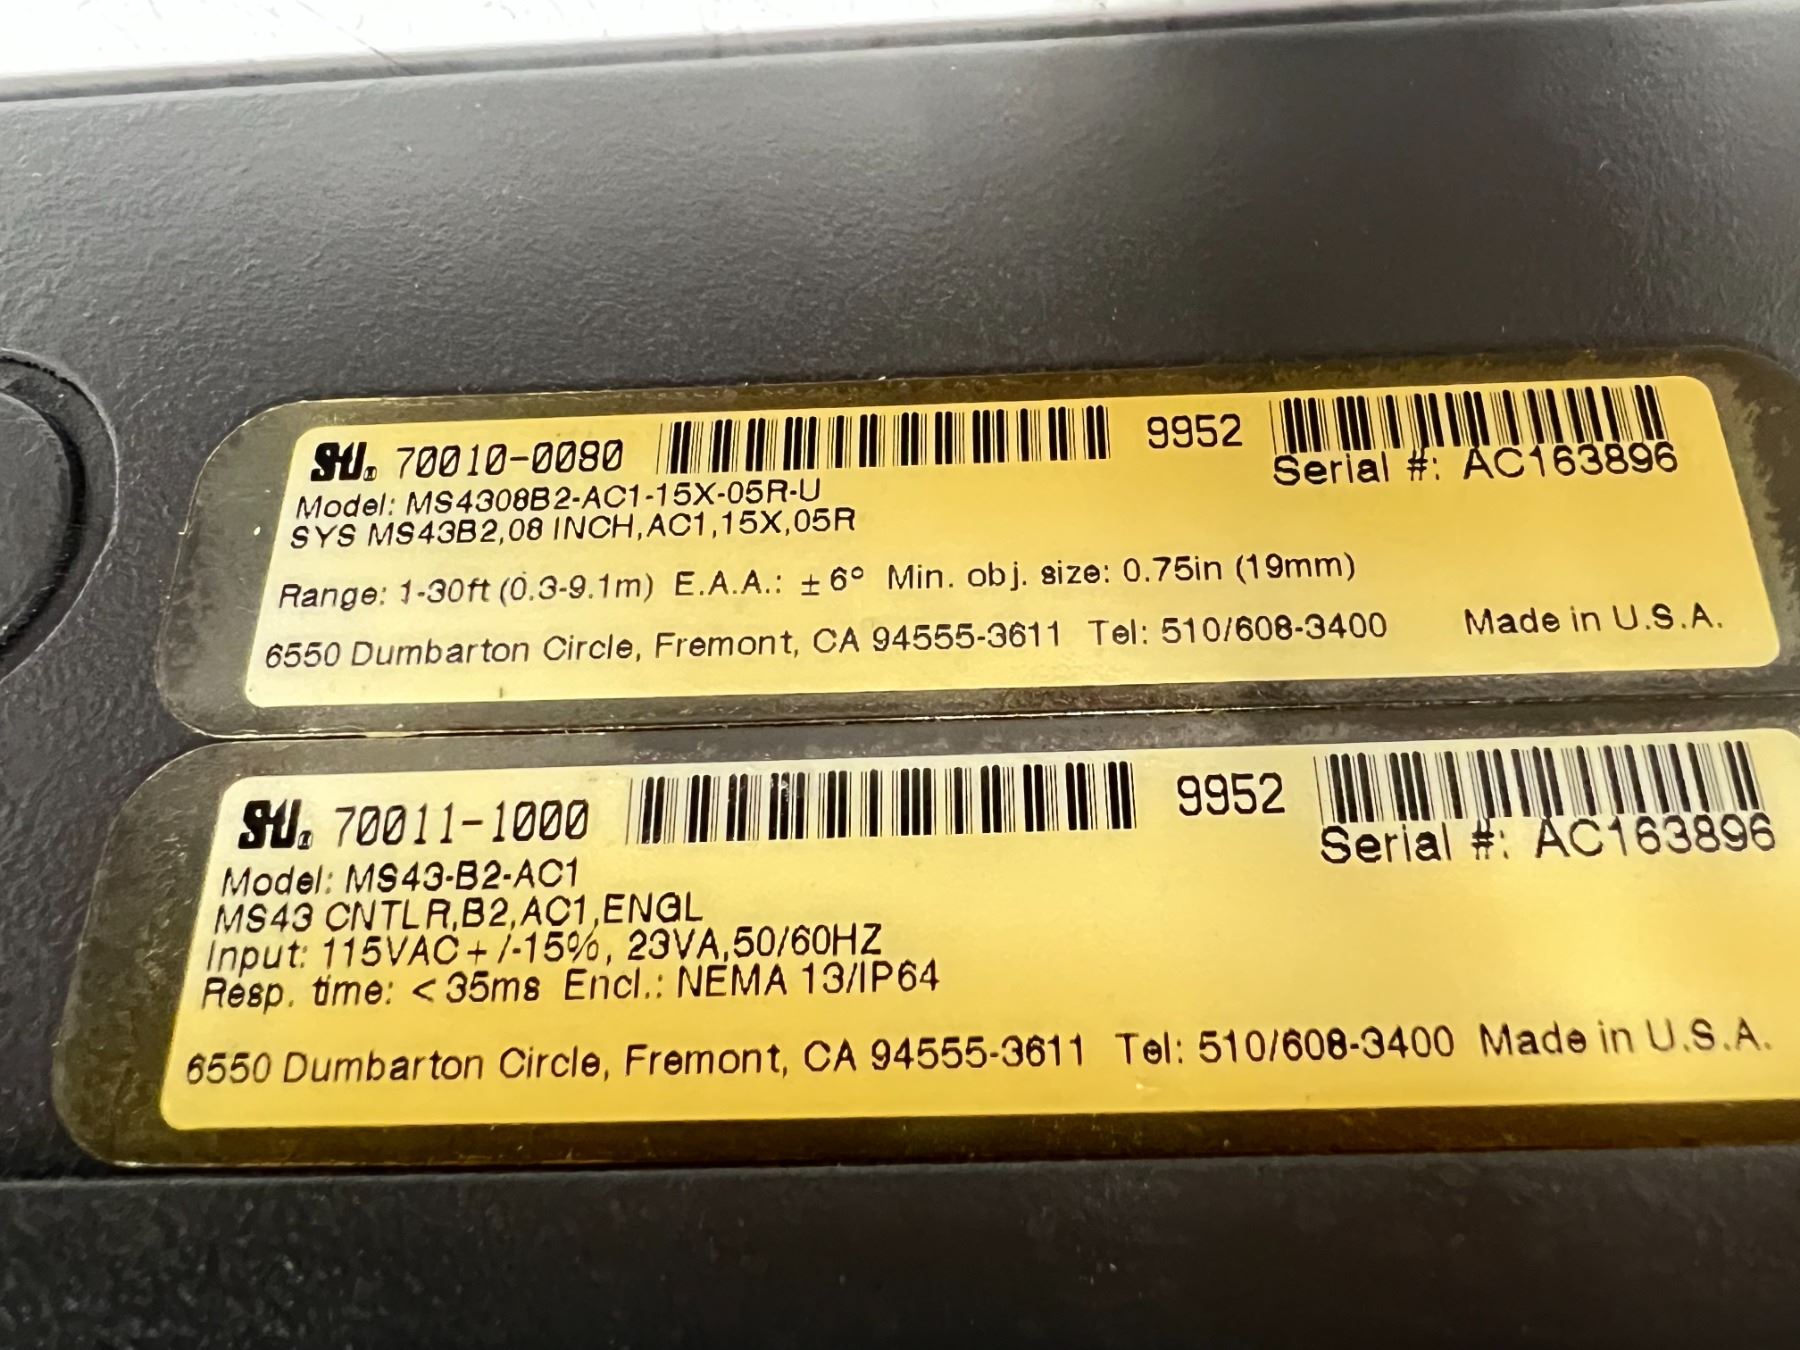 STI® 70010-0080 9952
Serial #: AC163896
Model: MS4308B2-AC1-15X-05R-U
SYS MS43B2,08 INCH,AC1,15X,05R
Range: 1-30ft (0.3-9.1m) E.A.A.: ±6° Min. obj. size: 0.75in (19mm)
6550 Dumbarton Circle, Fremont, CA 94555-3611 Tel: 510/608-3400 Made in U.S.A.
STI® 70011-1000 9952
Serial #: AC163896
Model: MS43-B2-AC1
MS43 CNTLR,B2,AC1,ENGL
Input: 115VAC+/-15%, 23VA,50/60HZ
Resp. time: <35ms Encl.: NEMA 13/IP64
6550 Dumbarton Circle, Fremont, CA 94555-3611 Tel: 510/608-3400 Made in U.S.A.